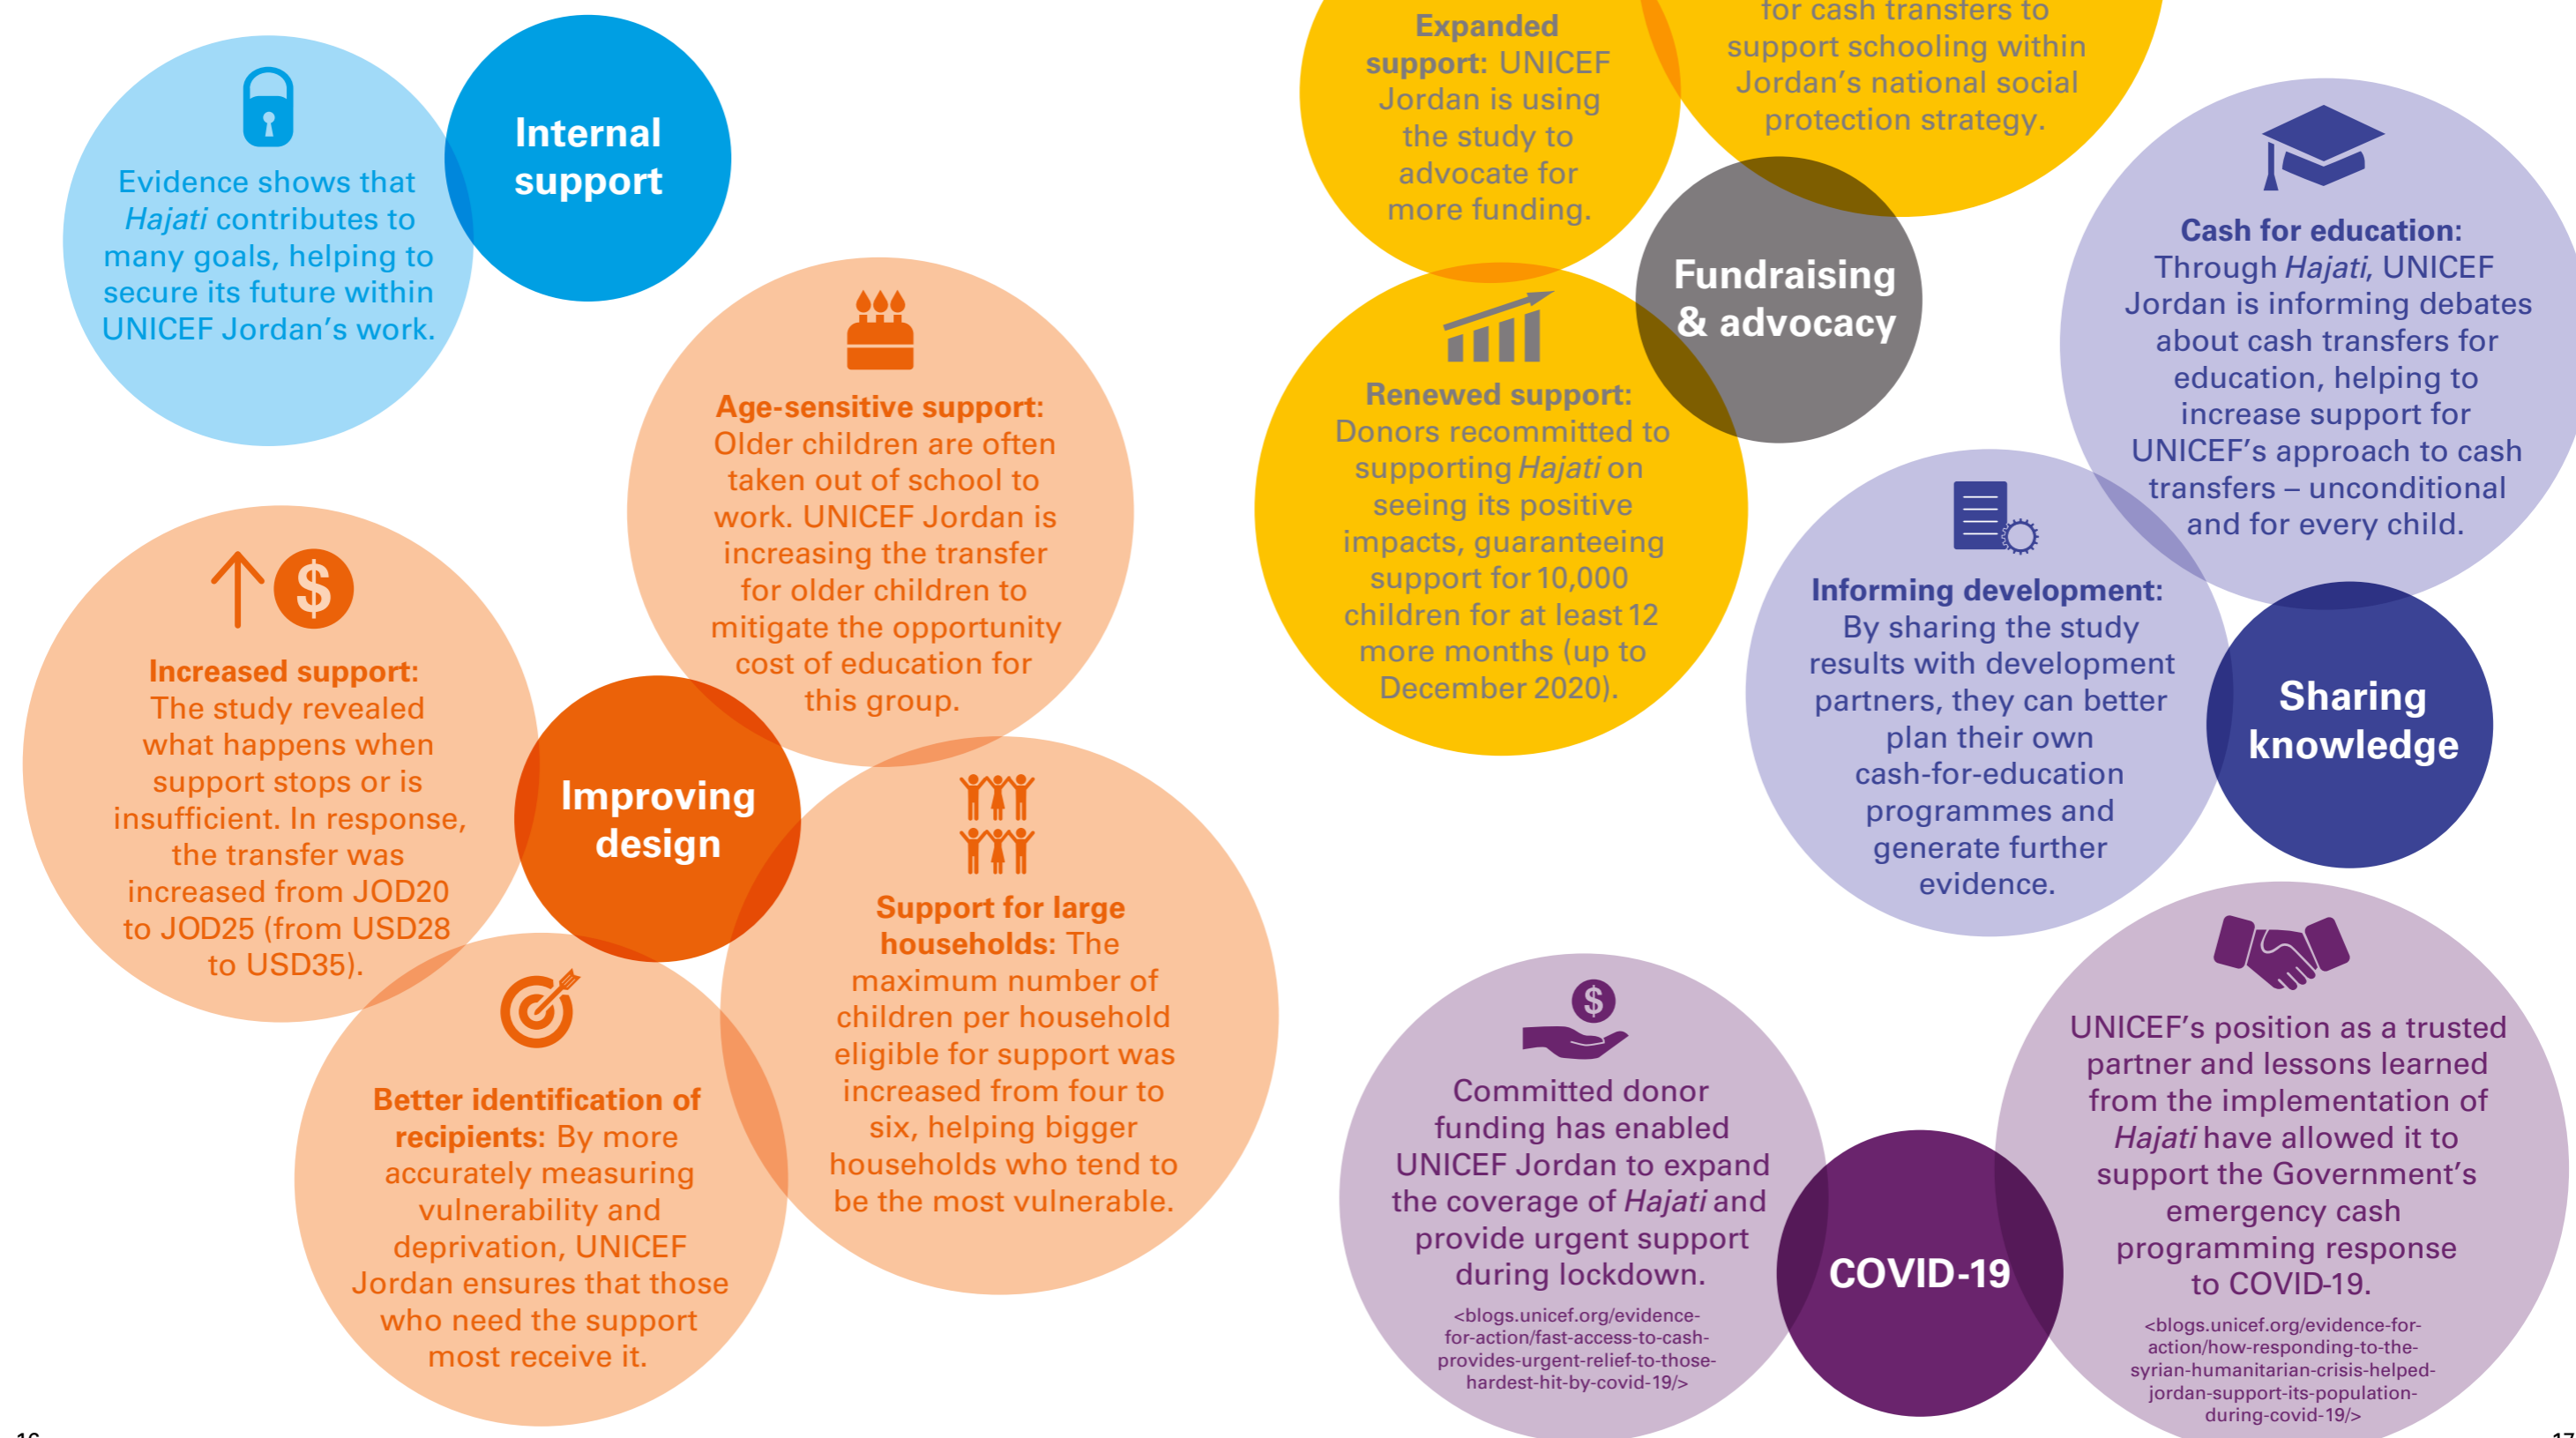 Internal
support
Evidence shows that
Hajati contributes to
many goals, helping to
secure its future within
UNICEF Jordan's work.
Age-sensitive support:
Older children are often
taken out of school to
work. UNICEF Jordan is
increasing the transfer
for older children to
mitigate the opportunity
cost of education for
this group.
Increased support:
The study revealed
what happens when
support stops or is
insufficient. In response,
the transfer was
increased from JOD20
to JOD25 (from USD28
to USD35).
Improving
design
Support for large
households: The
maximum number of
children per household
eligible for support was
increased from four to
six, helping bigger
households who tend to
be the most vulnerable.
Better identification of
recipients: By more
accurately measuring
vulnerability and
deprivation, UNICEF
Jordan ensures that those
who need the support
most receive it.
16
Expanded
support: UNICEF
Jordan is using
the study to
advocate for
more funding.
for cash transfers to
support schooling within
Jordan's national social
protection strategy.
Fundraising
& advocacy
Renewed support:
Donors recommitted to
supporting Hajati on
seeing its positive
impacts, guaranteeing
support for 10,000
children for at least 12
more months (up to
December 2020).
Cash for education:
Through Hajati, UNICEF
Jordan is informing debates
about cash transfers for
education, helping to
increase support for
UNICEF's approach to cash
transfers – unconditional
and for every child.
Informing development:
By sharing the study
results with development
partners, they can better
plan their own
cash-for-education
programmes and
generate further
evidence.
Sharing
knowledge
Committed donor
funding has enabled
UNICEF Jordan to expand
the coverage of Hajati and
provide urgent support
during lockdown.
<blogs.unicef.org/evidence-
for-action/fast-access-to-cash-
provides-urgent-relief-to-those-
hardest-hit-by-covid-19/>
COVID-19
UNICEF's position as a trusted
partner and lessons learned
from the implementation of
Hajati have allowed it to
support the Government's
emergency cash
programming response
to COVID-19.
<blogs.unicef.org/evidence-for-
action/how-responding-to-the-
syrian-humanitarian-crisis-helped-
jordan-support-its-population-
during-covid-19/>
17